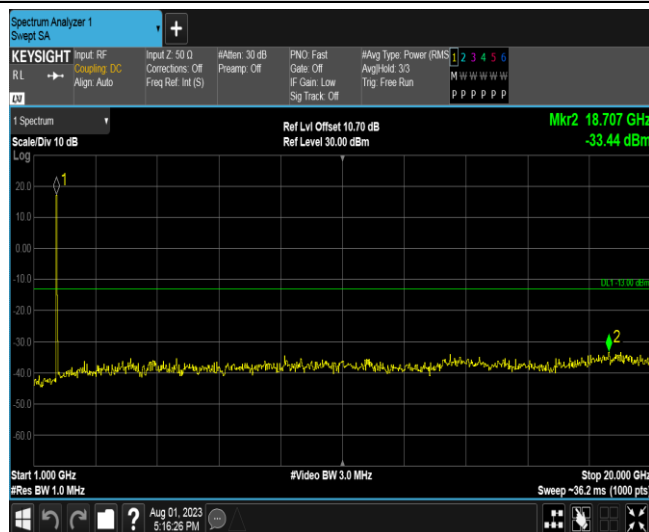 Spectrum Analyzer 1
Swept SA
+
KEYSIGHT
RL
LXI
Input: RF
Coupling: DC
Align: Auto
Input Z: 50 Ω
Corrections: Off
Freq Ref: Int (S)
#Atten: 30 dB
Preamp: Off
PNO: Fast
Gate: Off
IF Gain: Low
Sig Track: Off
#Avg Type: Power (RMS
Avg|Hold: 3/3
Trig: Free Run
1 2 3 4 5 6
M W W W W W
P P P P P P
1 Spectrum
Scale/Div 10 dB
Log
Ref Lvl Offset 10.70 dB
Ref Level 30.00 dBm
Mkr2 18.707 GHz
-33.44 dBm
1
20.0
10.0
0.00
-10.0
DL1 -13.00 dBm
-20.0
-30.0
2
-40.0
-50.0
-60.0
Start 1.000 GHz
#Res BW 1.0 MHz
#Video BW 3.0 MHz
Stop 20.000 GHz
Sweep ~36.2 ms (1000 pts)
?
Aug 01, 2023
5:16:26 PM